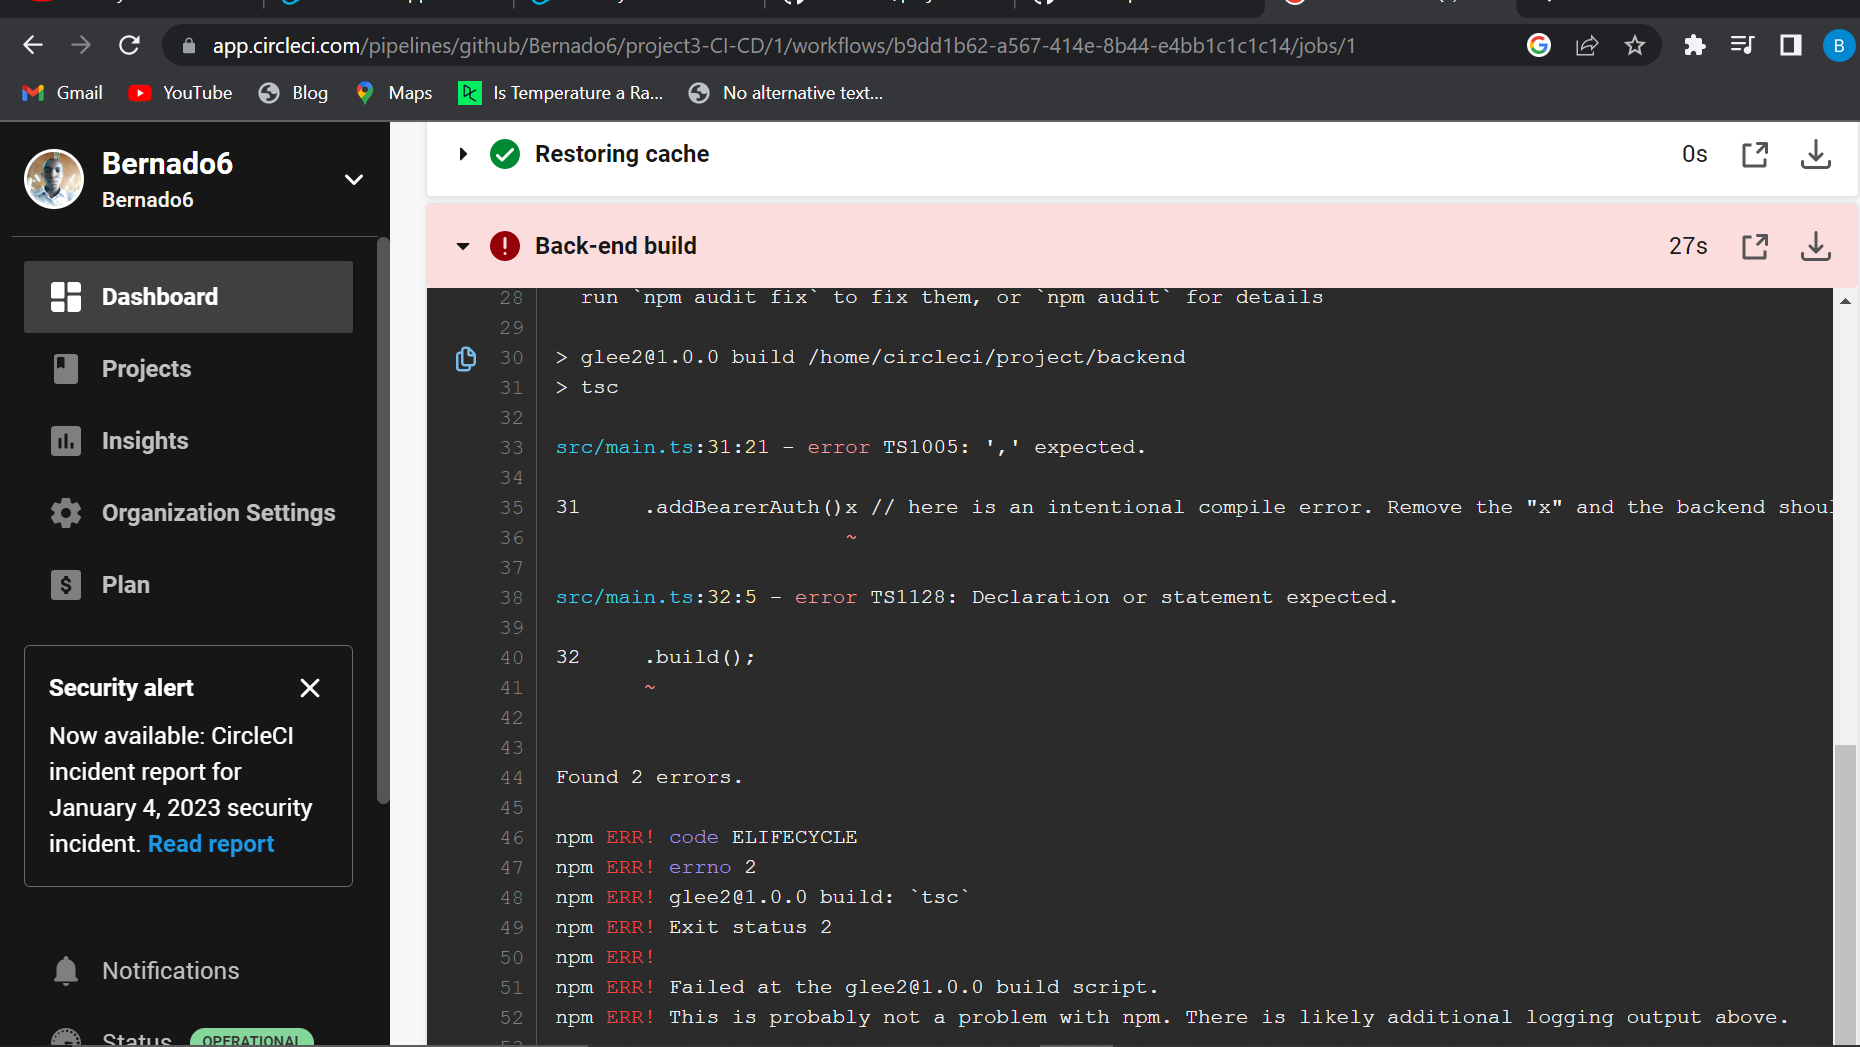 app.circleci.com/pipelines/github/Bernado6/project3-CI-CD/1/workflows/b9dd1b62-a567-414e-8b44-e4bb1c1c1c14/jobs/1
B
Gmail
YouTube
Blog
Maps
Is Temperature a Ra...
No alternative text...
Bernado6
Bernado6
Dashboard
Projects
Insights
Organization Settings
Plan
Security alert
Now available: CircleCI
incident report for
January 4, 2023 security
incident. Read report
Notifications
Status OPERATIONAL
Restoring cache 0s
Back-end build 27s
28 run `npm audit fix` to fix them, or `npm audit` for details
29
30 > glee2@1.0.0 build /home/circleci/project/backend
31 > tsc
32
33 src/main.ts:31:21 - error TS1005: ',' expected.
34
35 31 .addBearerAuth()x // here is an intentional compile error. Remove the "x" and the backend shoul
36 ~
37
38 src/main.ts:32:5 - error TS1128: Declaration or statement expected.
39
40 32 .build();
41 ~
42
43
44 Found 2 errors.
45
46 npm ERR! code ELIFECYCLE
47 npm ERR! errno 2
48 npm ERR! glee2@1.0.0 build: `tsc`
49 npm ERR! Exit status 2
50 npm ERR!
51 npm ERR! Failed at the glee2@1.0.0 build script.
52 npm ERR! This is probably not a problem with npm. There is likely additional logging output above.